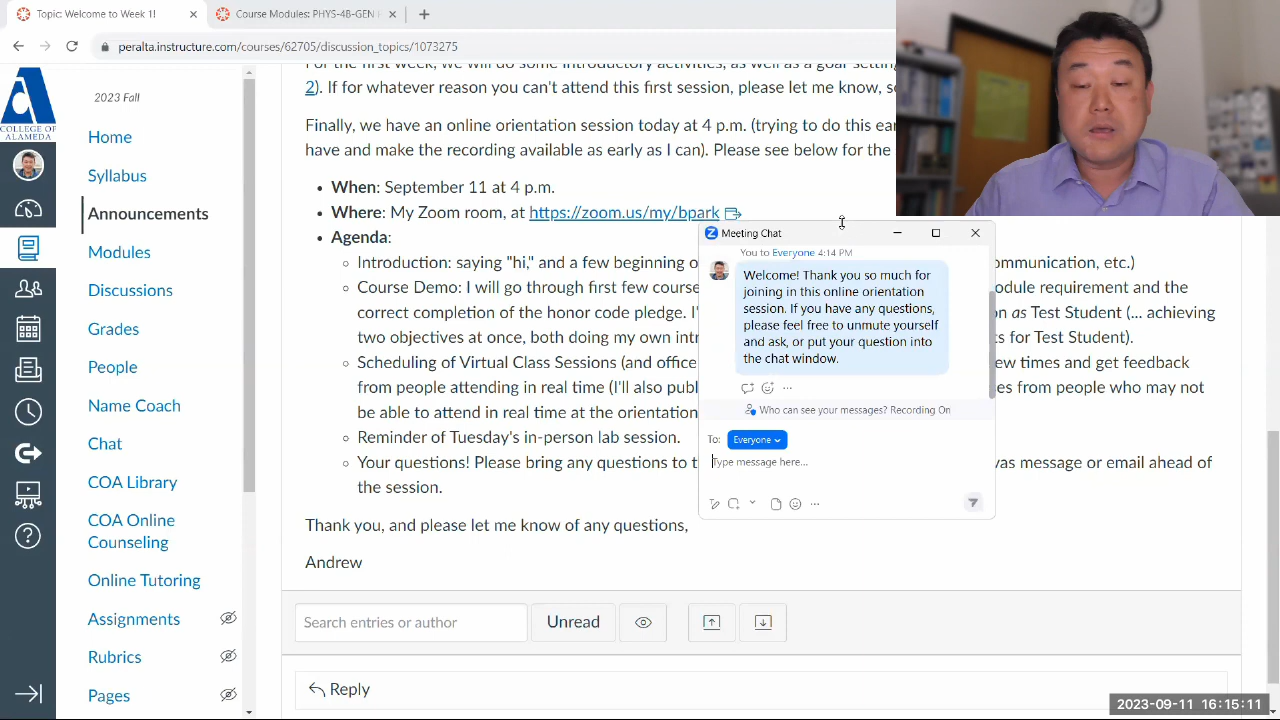 Topic: Welcome to Week 1!
Course Modules: PHYS-4B-GEN
peralta.instructure.com/courses/62705/discussion_topics/1073275
COLLEGE OF
ALAMEDA
2023 Fall
Home
Syllabus
Announcements
Modules
Discussions
Grades
People
Name Coach
Chat
COA Library
COA Online
Counseling
Online Tutoring
Assignments
Rubrics
Pages
For the first week, we will do some introductory activities, as well as a goal setting
2). If for whatever reason you can't attend this first session, please let me know, so
Finally, we have an online orientation session today at 4 p.m. (trying to do this ear
have and make the recording available as early as I can). Please see below for the
• When: September 11 at 4 p.m.
• Where: My Zoom room, at https://zoom.us/my/bpark
• Agenda:
Introduction: saying "hi," and a few beginning o mmunication, etc.)
Course Demo: I will go through first few course odule requirement and the
correct completion of the honor code pledge. I' on as Test Student (... achieving
two objectives at once, both doing my own intr s for Test Student).
Scheduling of Virtual Class Sessions (and office ew times and get feedback
from people attending in real time (I'll also publ es from people who may not
be able to attend in real time at the orientation
Reminder of Tuesday's in-person lab session.
Your questions! Please bring any questions to t vas message or email ahead of
the session.
Thank you, and please let me know of any questions,
Andrew
Search entries or author
Unread
Reply
Meeting Chat
You to Everyone 4:14 PM
Welcome! Thank you so much for
joining in this online orientation
session. If you have any questions,
please feel free to unmute yourself
and ask, or put your question into
the chat window.
Who can see your messages? Recording On
To: Everyone
Type message here...
2023-09-11 16:15:11